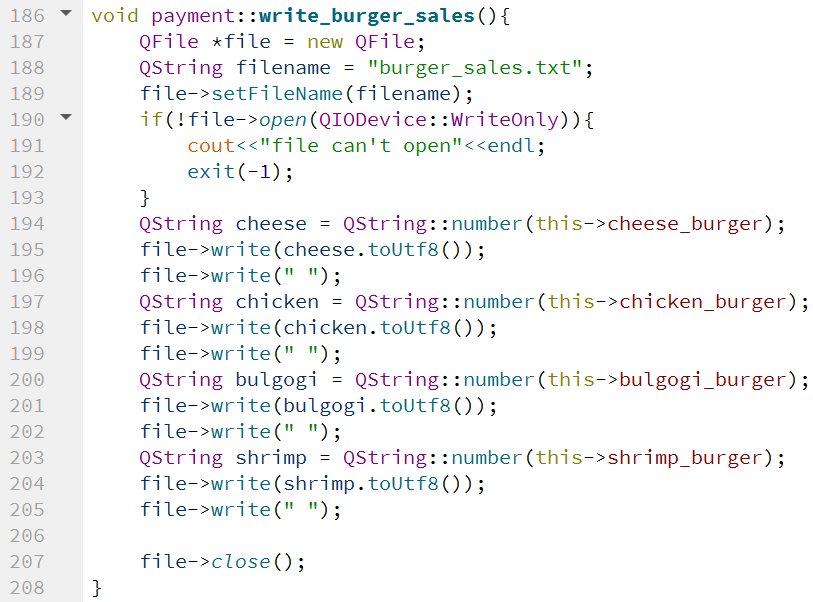 186 void payment::write_burger_sales(){
187     QFile *file = new QFile;
188     QString filename = "burger_sales.txt";
189     file->setFileName(filename);
190     if(!file->open(QIODevice::WriteOnly)){
191         cout<<"file can't open"<<endl;
192         exit(-1);
193     }
194     QString cheese = QString::number(this->cheese_burger);
195     file->write(cheese.toUtf8());
196     file->write(" ");
197     QString chicken = QString::number(this->chicken_burger);
198     file->write(chicken.toUtf8());
199     file->write(" ");
200     QString bulgogi = QString::number(this->bulgogi_burger);
201     file->write(bulgogi.toUtf8());
202     file->write(" ");
203     QString shrimp = QString::number(this->shrimp_burger);
204     file->write(shrimp.toUtf8());
205     file->write(" ");
206
207     file->close();
208 }